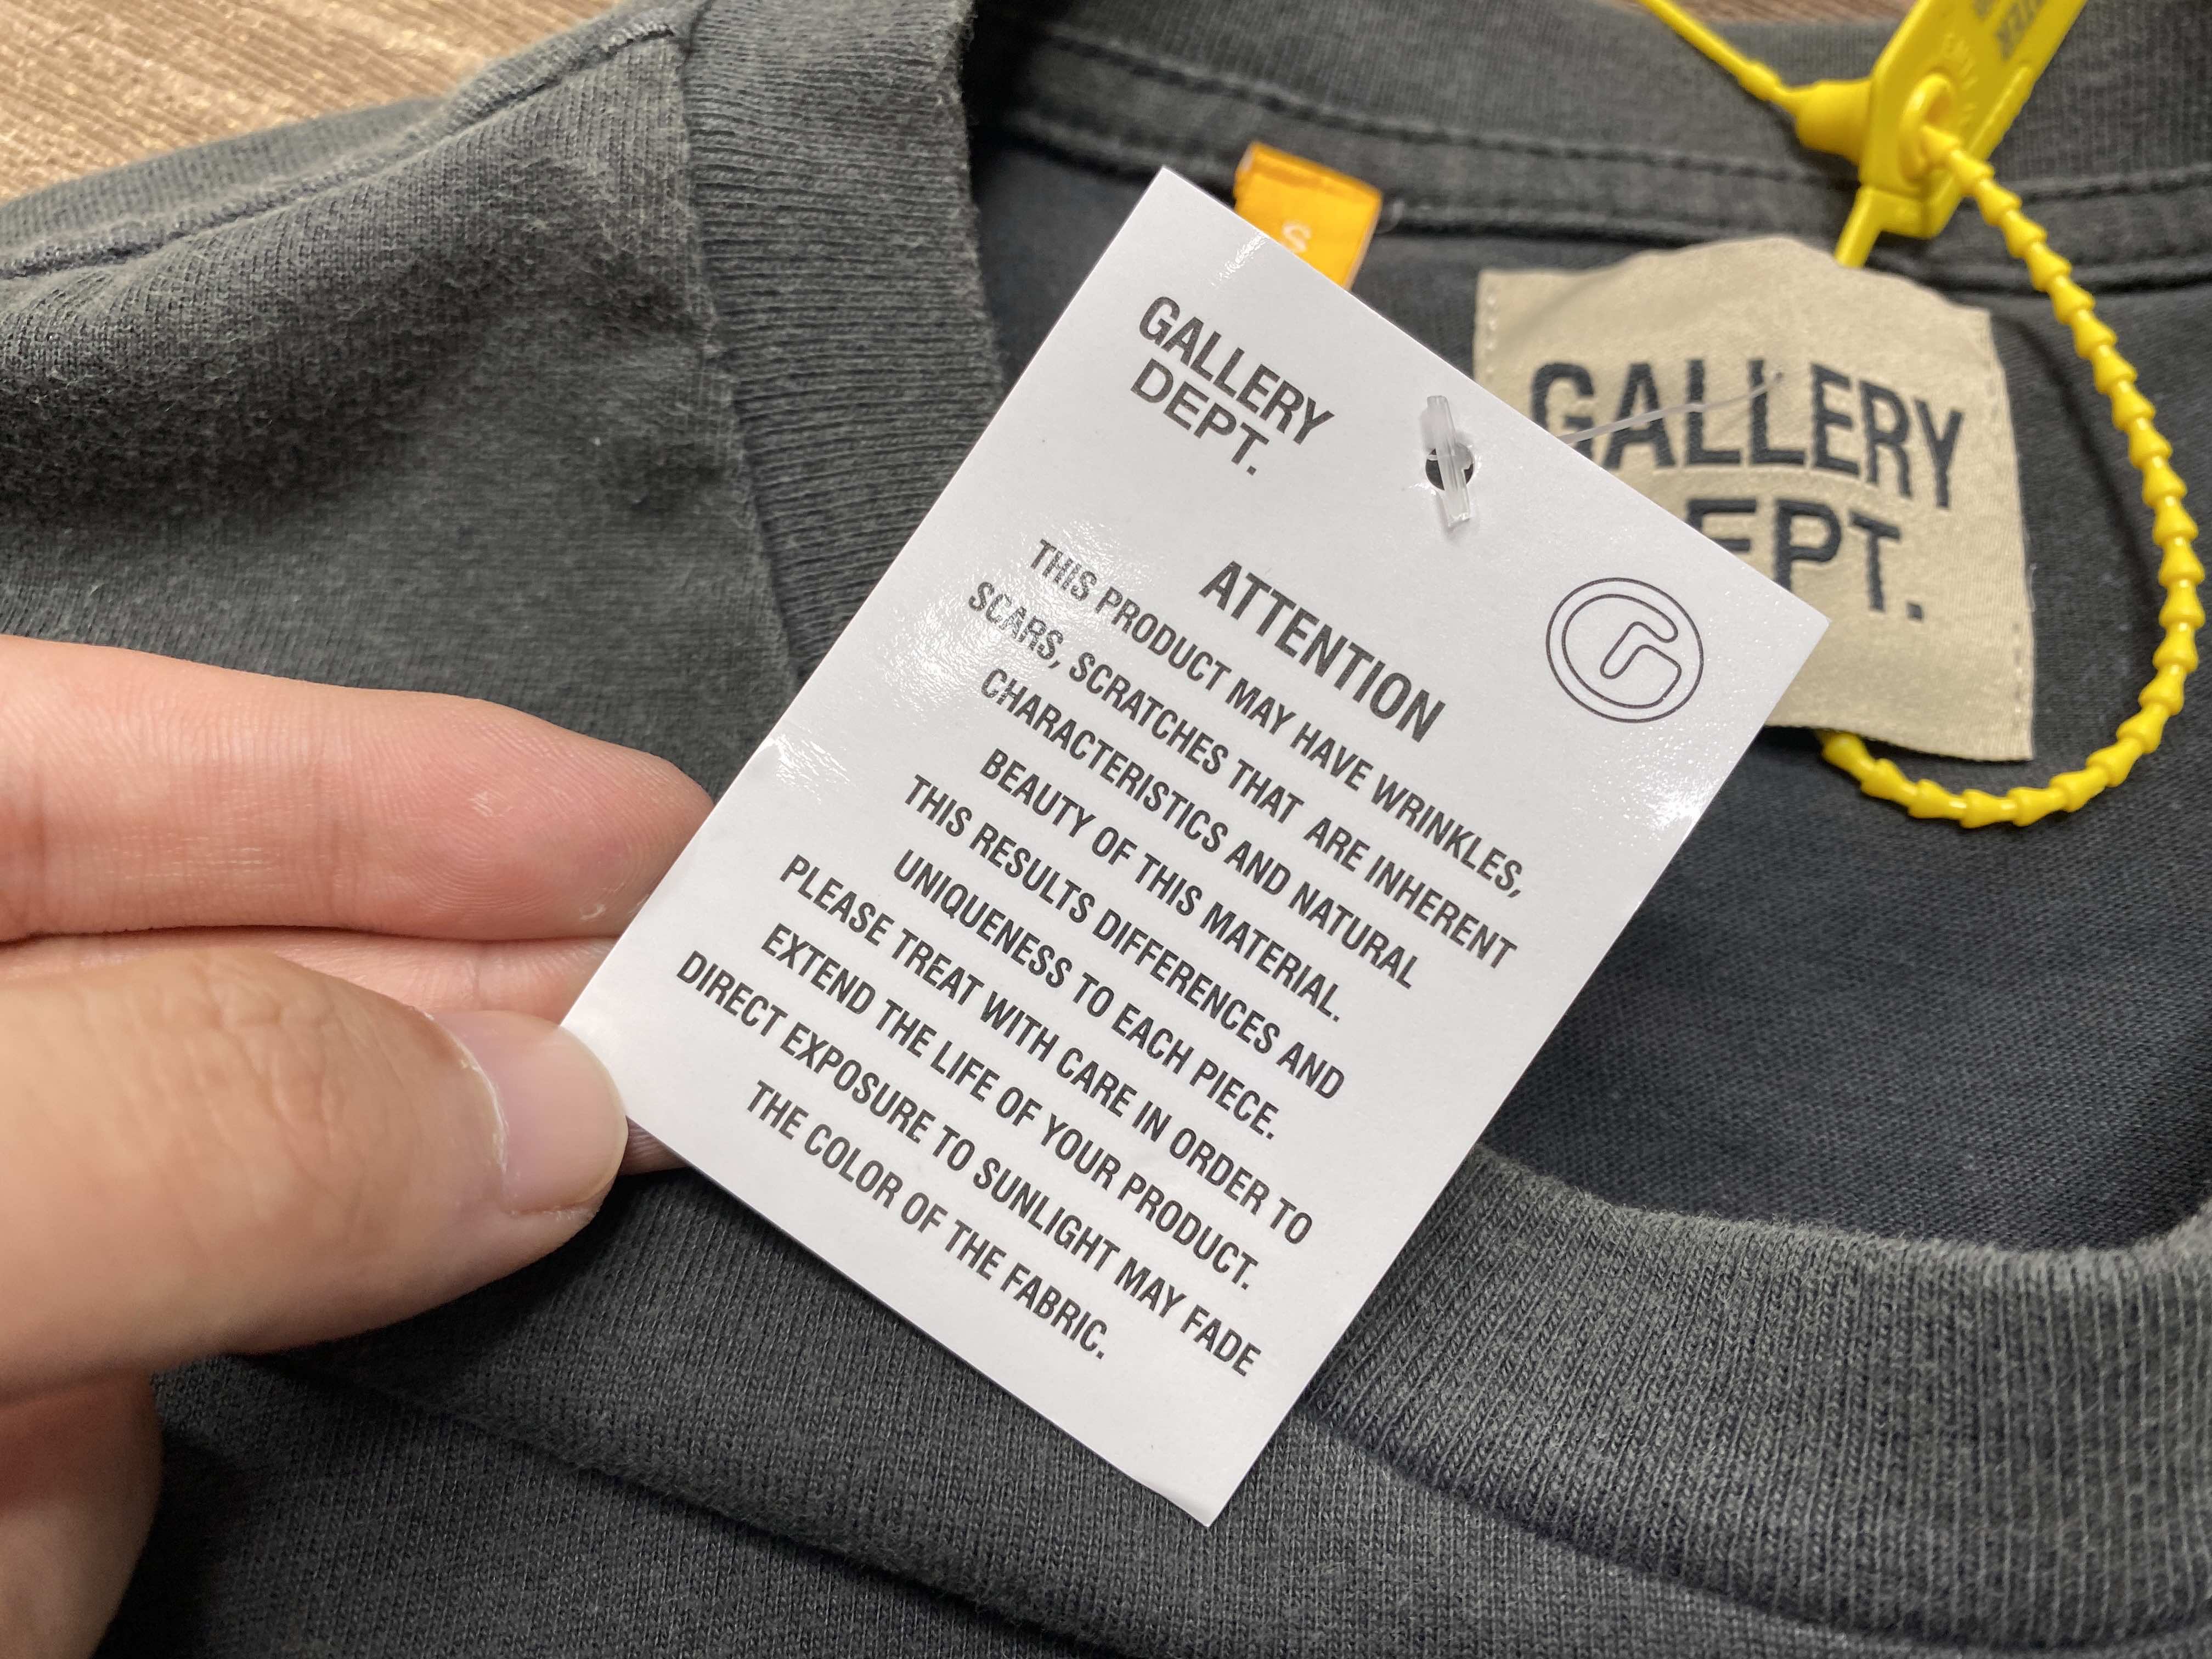 S
GALLERY
DEPT.
GALLERY
EPT.
ATTENTION
THIS PRODUCT MAY HAVE WRINKLES,
SCARS, SCRATCHES THAT ARE INHERENT
CHARACTERISTICS AND NATURAL
BEAUTY OF THIS MATERIAL.
THIS RESULTS DIFFERENCES AND
UNIQUENESS TO EACH PIECE.
PLEASE TREAT WITH CARE IN ORDER TO
EXTEND THE LIFE OF YOUR PRODUCT.
DIRECT EXPOSURE TO SUNLIGHT MAY FADE
THE COLOR OF THE FABRIC.